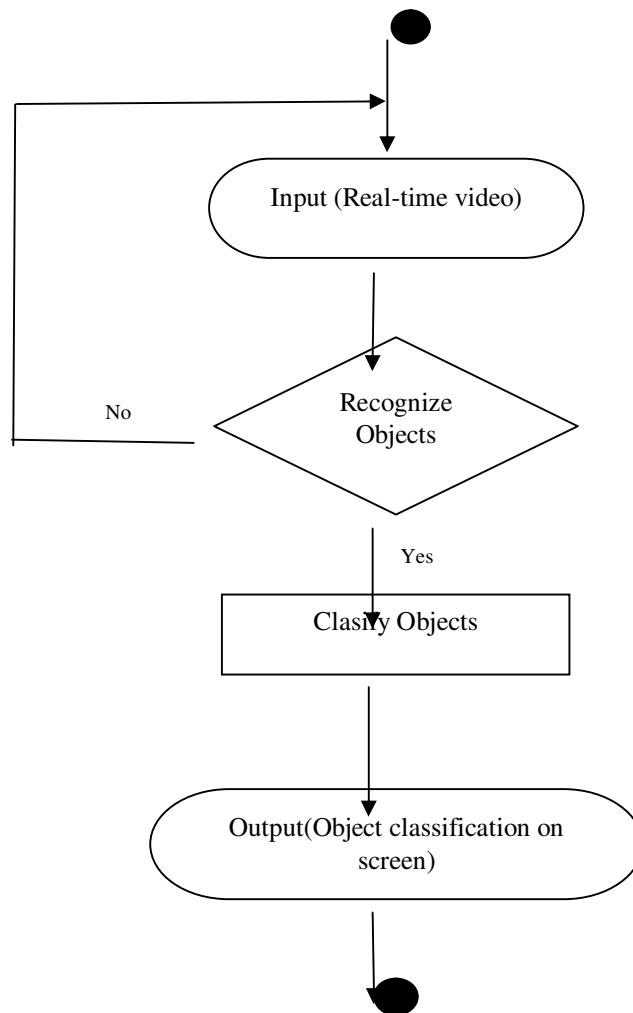 Input (Real-time video)
Recognize
Objects
No
Yes
Clasify Objects
Output(Object classification on
screen)